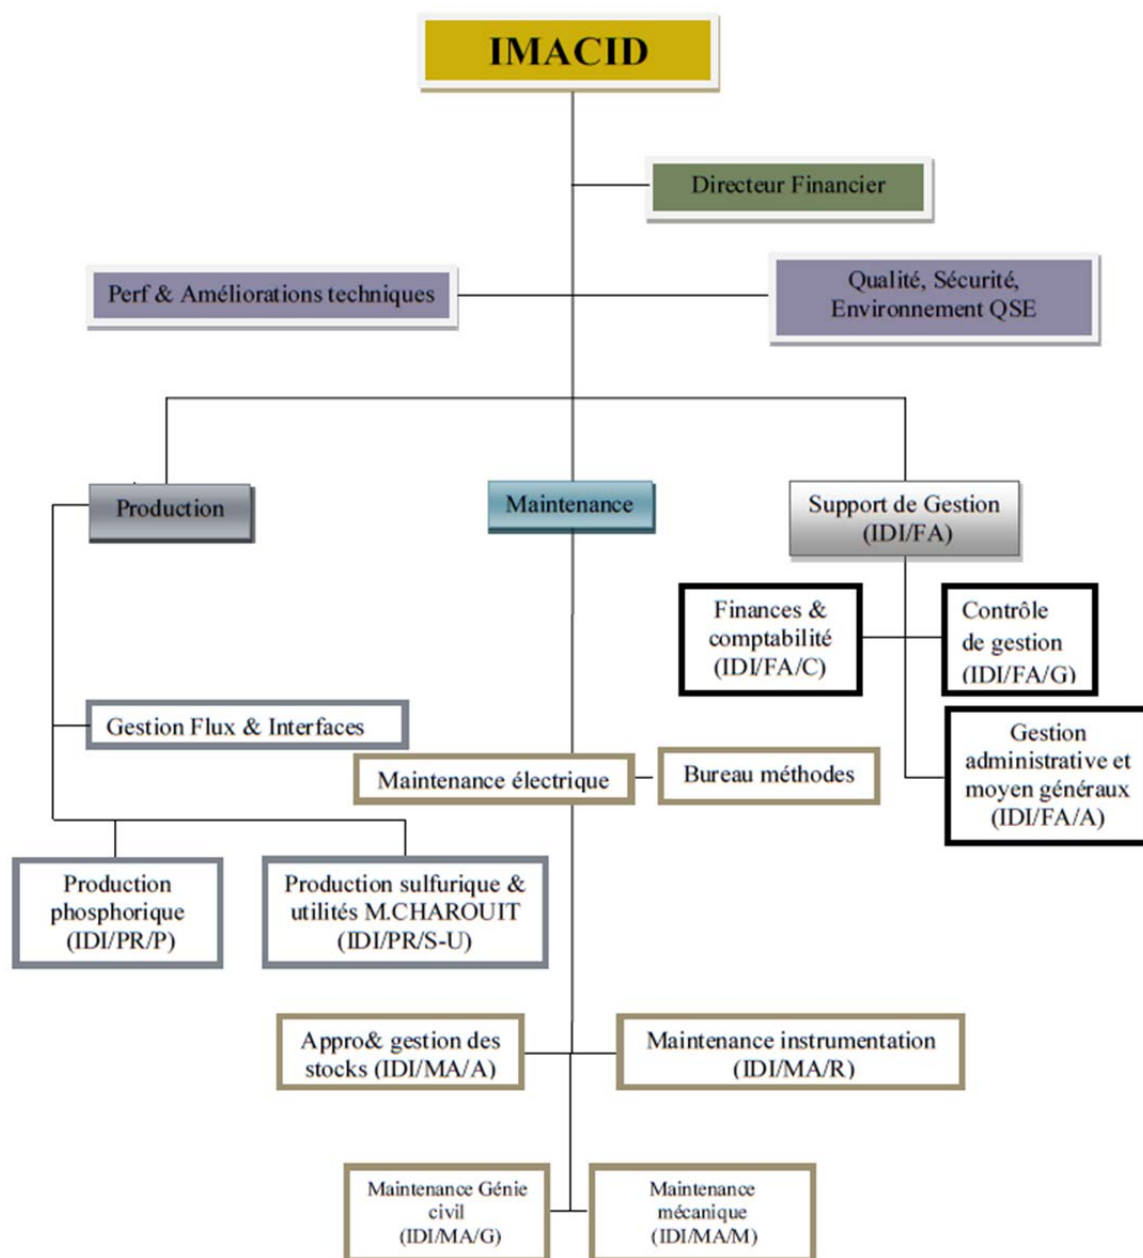 IMACID
Directeur Financier
Perf & Améliorations techniques
Qualité, Sécurité,
Environnement QSE
Production
Maintenance
Support de Gestion
(IDI/FA)
Finances &
comptabilité
(IDI/FA/C)
Contrôle
de gestion
(IDI/FA/G)
Gestion Flux & Interfaces
Maintenance électrique
Bureau méthodes
Gestion
administrative et
moyen généraux
(IDI/FA/A)
Production
phosphorique
(IDI/PR/P)
Production sulfurique &
utilités M.CHAROUIT
(IDI/PR/S-U)
Appro& gestion des
stocks (IDI/MA/A)
Maintenance instrumentation
(IDI/MA/R)
Maintenance Génie
civil
(IDI/MA/G)
Maintenance
mécanique
(IDI/MA/M)